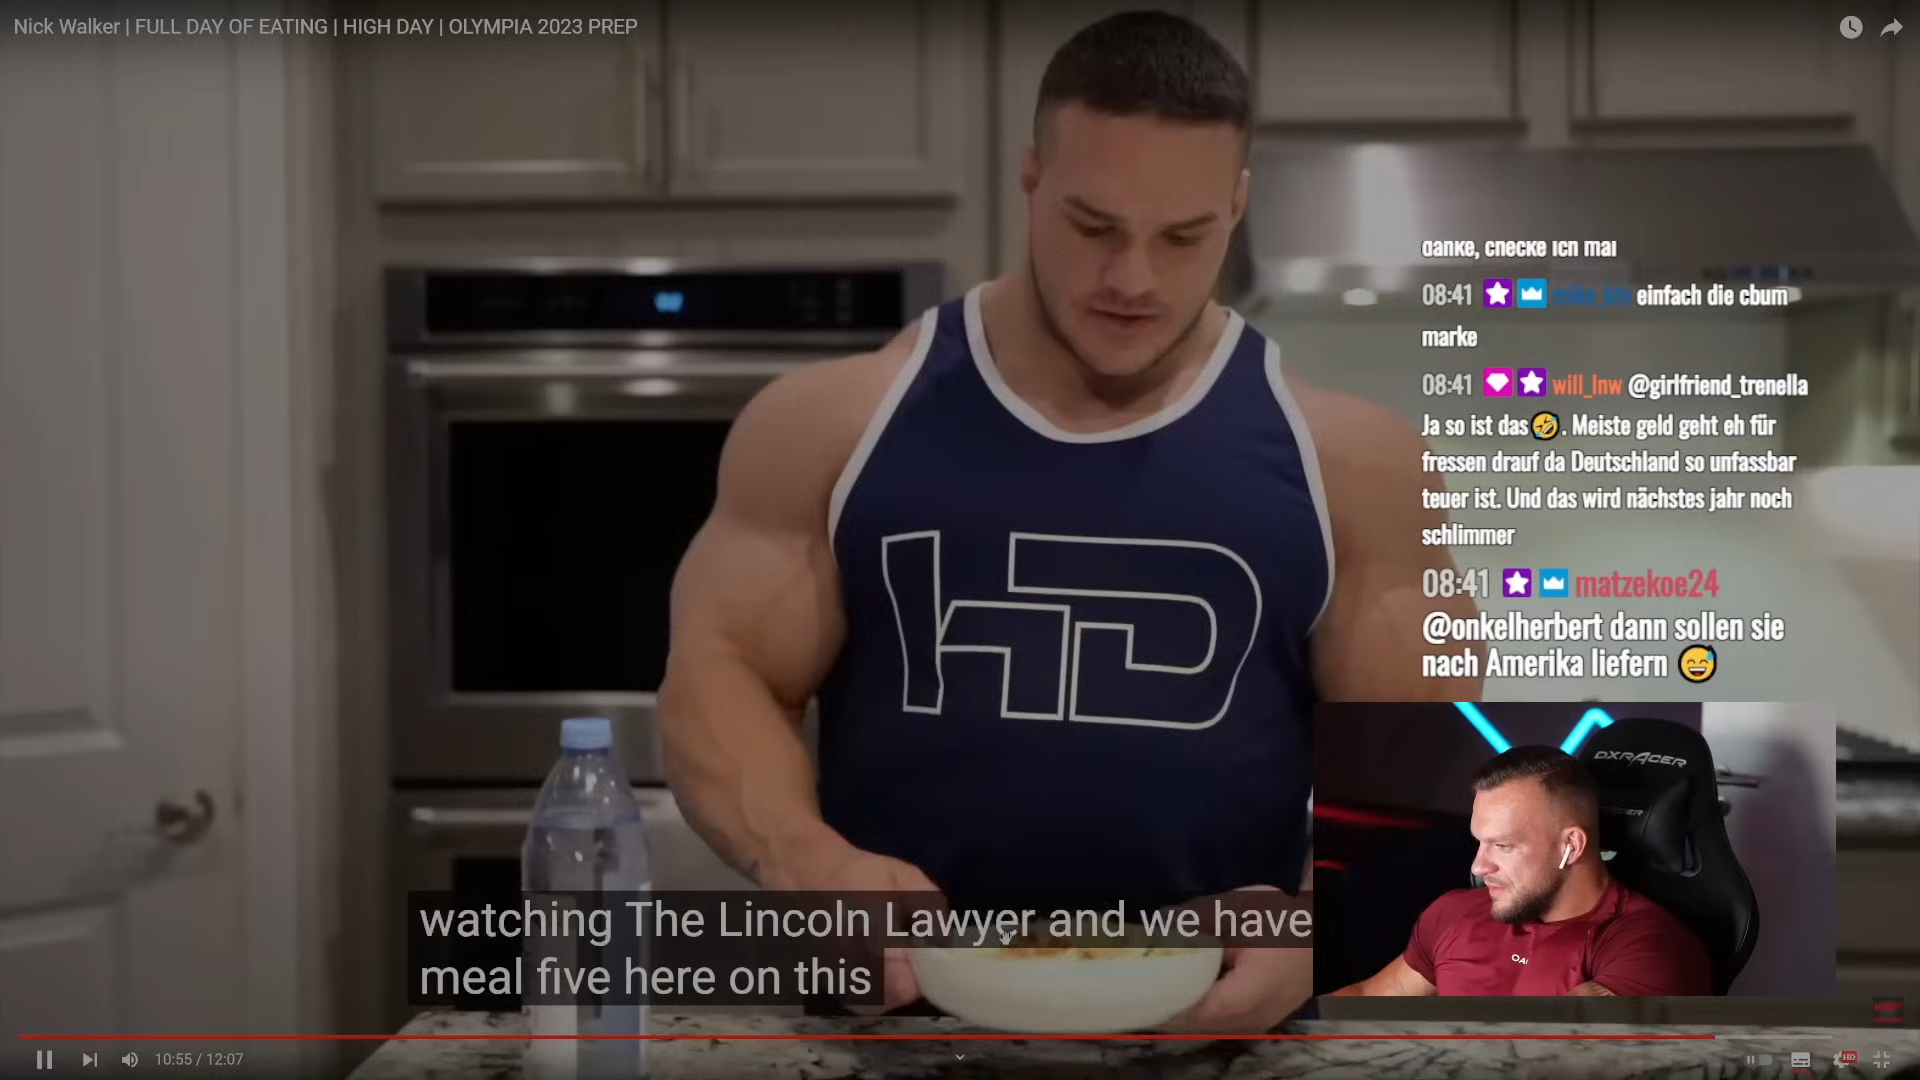 Nick Walker | FULL DAY OF EATING | HIGH DAY | OLYMPIA 2023 PREP
danke, checke ich mal
08:41 einfach die cbum
marke
08:41 will_lnw @girlfriend_trenella
Ja so ist das🤣. Meiste geld geht eh für
fressen drauf da Deutschland so unfassbar
teuer ist. Und das wird nächstes jahr noch
schlimmer
08:41 matzekoe24
@onkelherbert dann sollen sie
nach Amerika liefern 😅
HD
DXRACER
watching The Lincoln Lawyer and we have
meal five here on this
10:55 / 12:07
HD